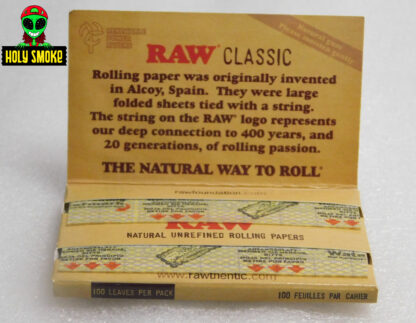 HOLY SMOKE
RAW CLASSIC
Rolling paper was originally invented
in Alcoy, Spain. They were large
folded sheets tied with a string.
The string on the RAW® logo represents
our deep connection to 400 years, and
20 generations, of rolling passion.
THE NATURAL WAY TO ROLL®
rawfoundation.com
RAW
NATURAL UNREFINED ROLLING PAPERS
www.rawthentic.com
100 LEAVES PER PACK
100 FEUILLES PAR CAHIER